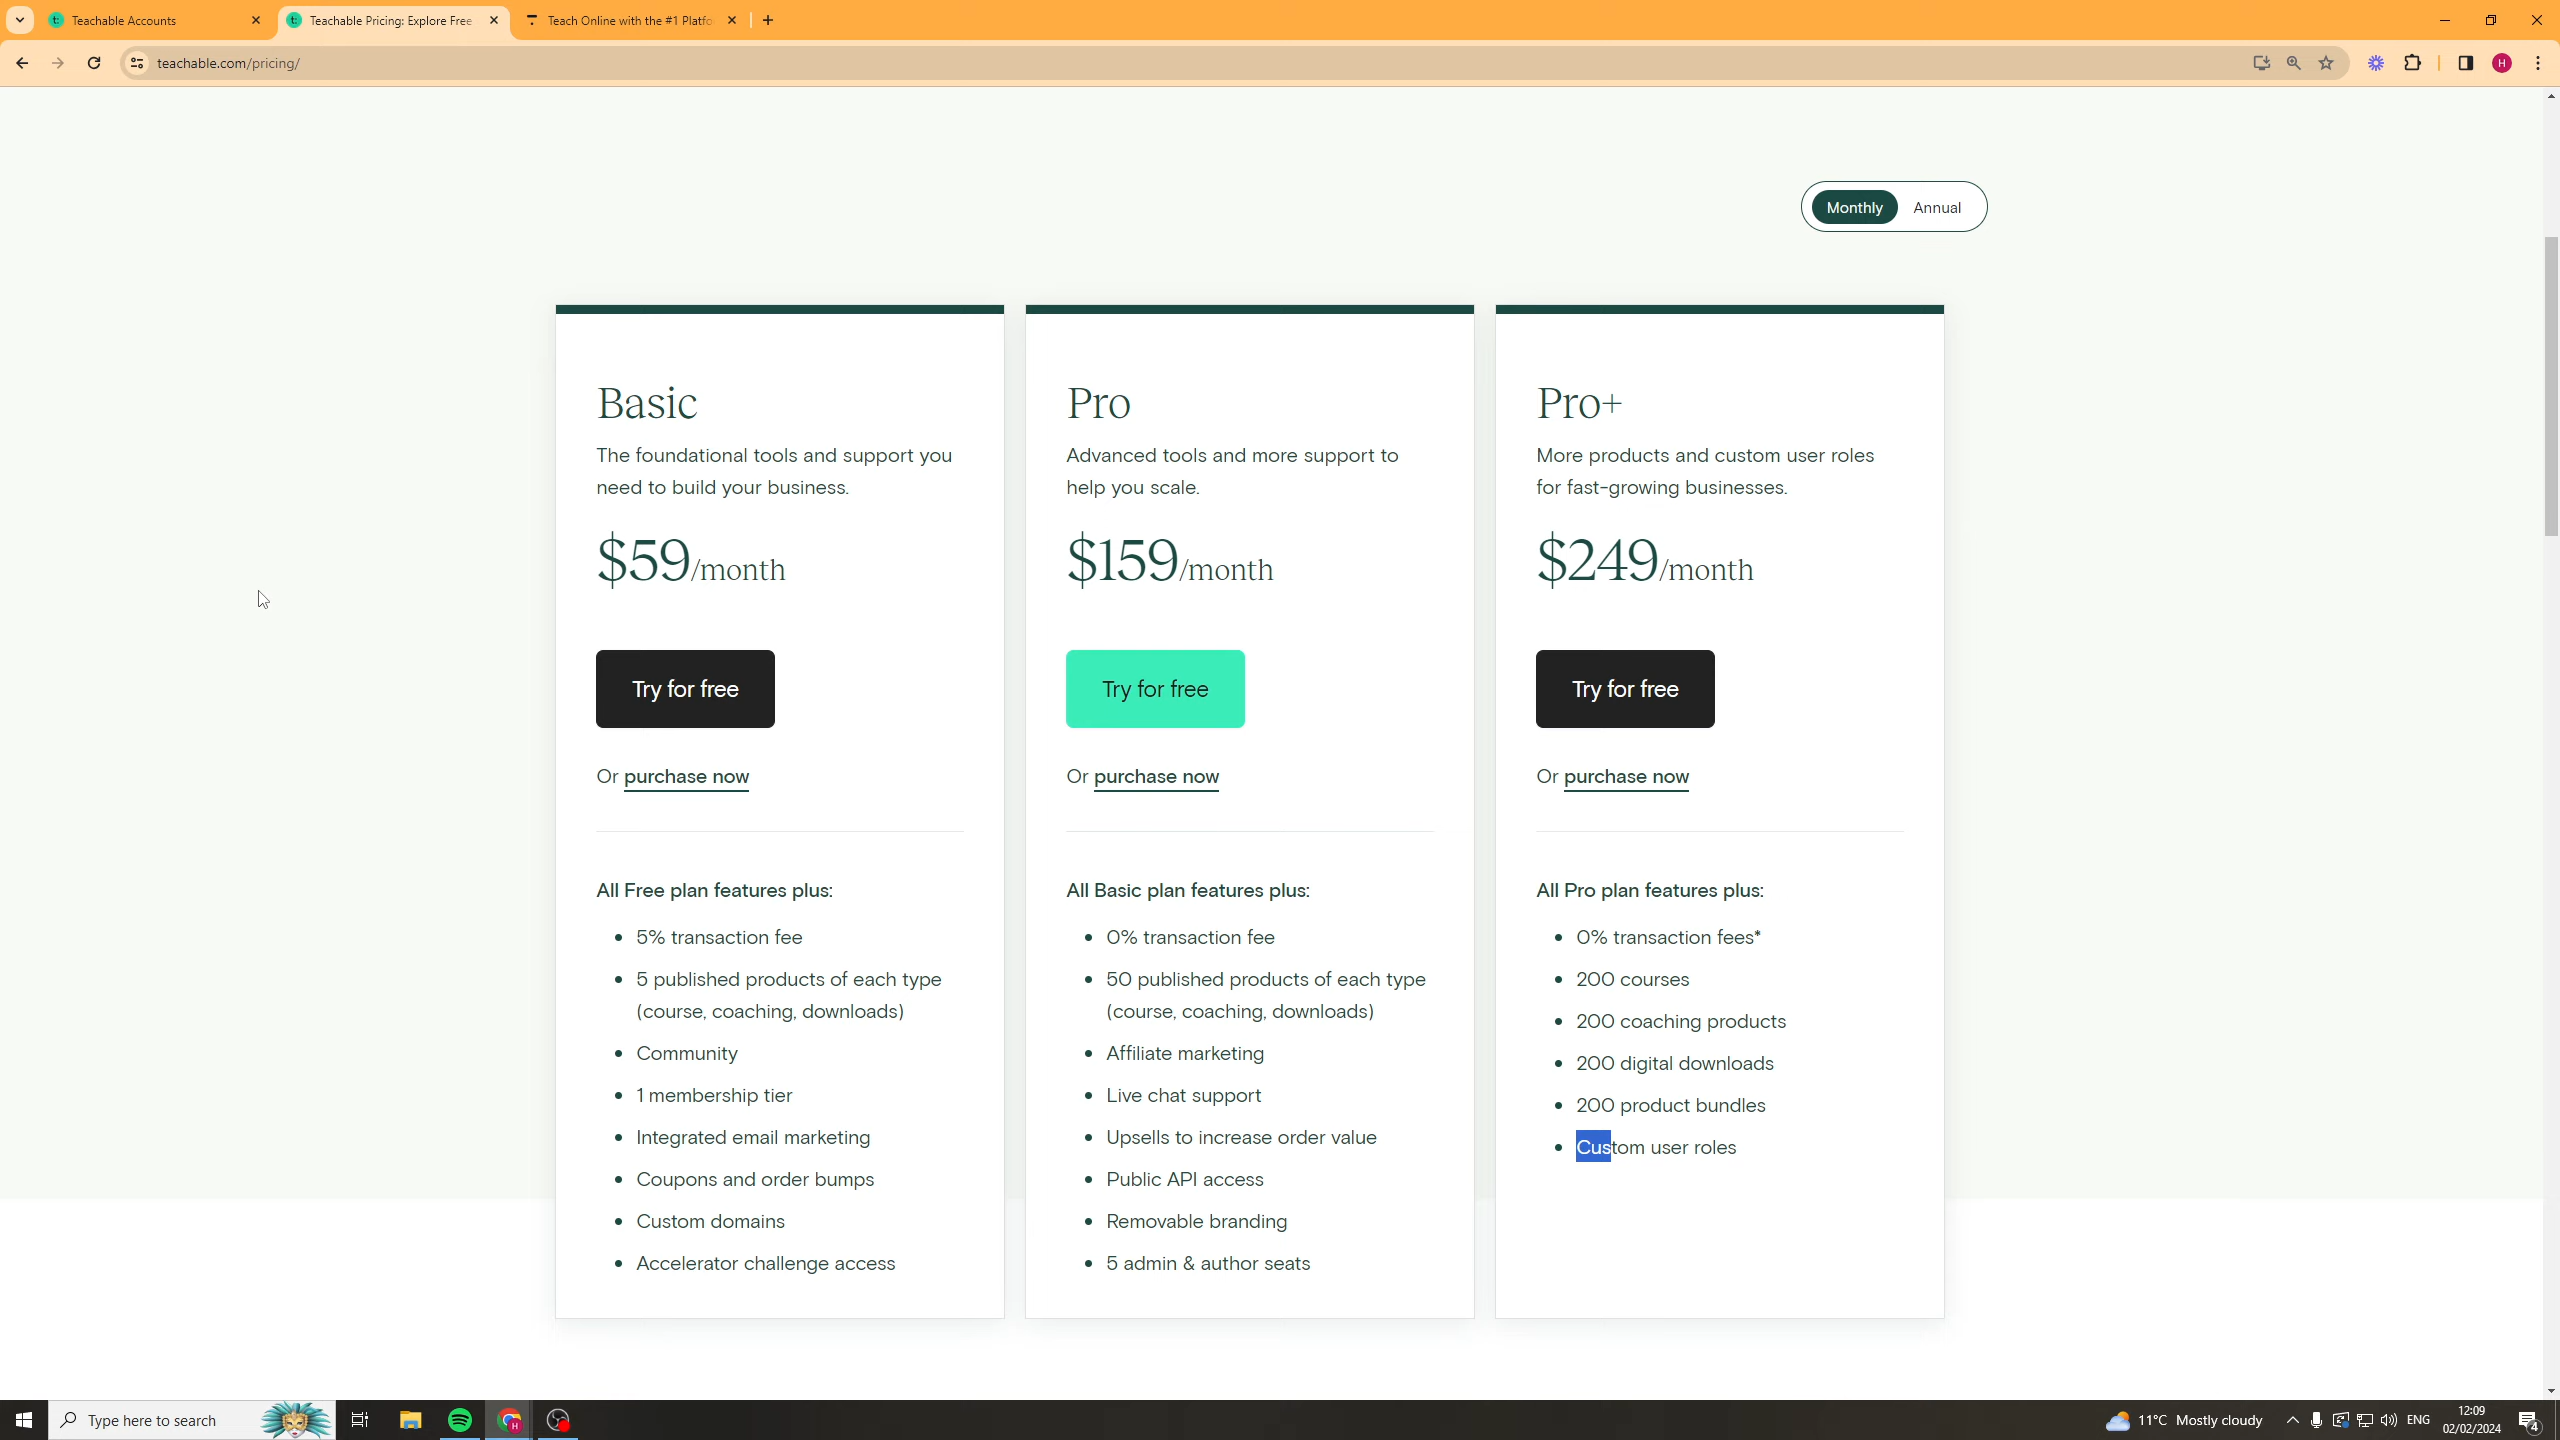 Teachable Accounts
Teachable Pricing: Explore Free
Teach Online with the #1 Platfo
teachable.com/pricing/
H
Monthly
Annual
Basic
The foundational tools and support you
need to build your business.
$59/month
Try for free
Or purchase now
All Free plan features plus:
5% transaction fee
5 published products of each type
(course, coaching, downloads)
Community
1 membership tier
Integrated email marketing
Coupons and order bumps
Custom domains
Accelerator challenge access
Pro
Advanced tools and more support to
help you scale.
$159/month
Try for free
Or purchase now
All Basic plan features plus:
0% transaction fee
50 published products of each type
(course, coaching, downloads)
Affiliate marketing
Live chat support
Upsells to increase order value
Public API access
Removable branding
5 admin & author seats
Pro+
More products and custom user roles
for fast-growing businesses.
$249/month
Try for free
Or purchase now
All Pro plan features plus:
0% transaction fees*
200 courses
200 coaching products
200 digital downloads
200 product bundles
Custom user roles
Type here to search
11°C Mostly cloudy
ENG
12:09
02/02/2024
4